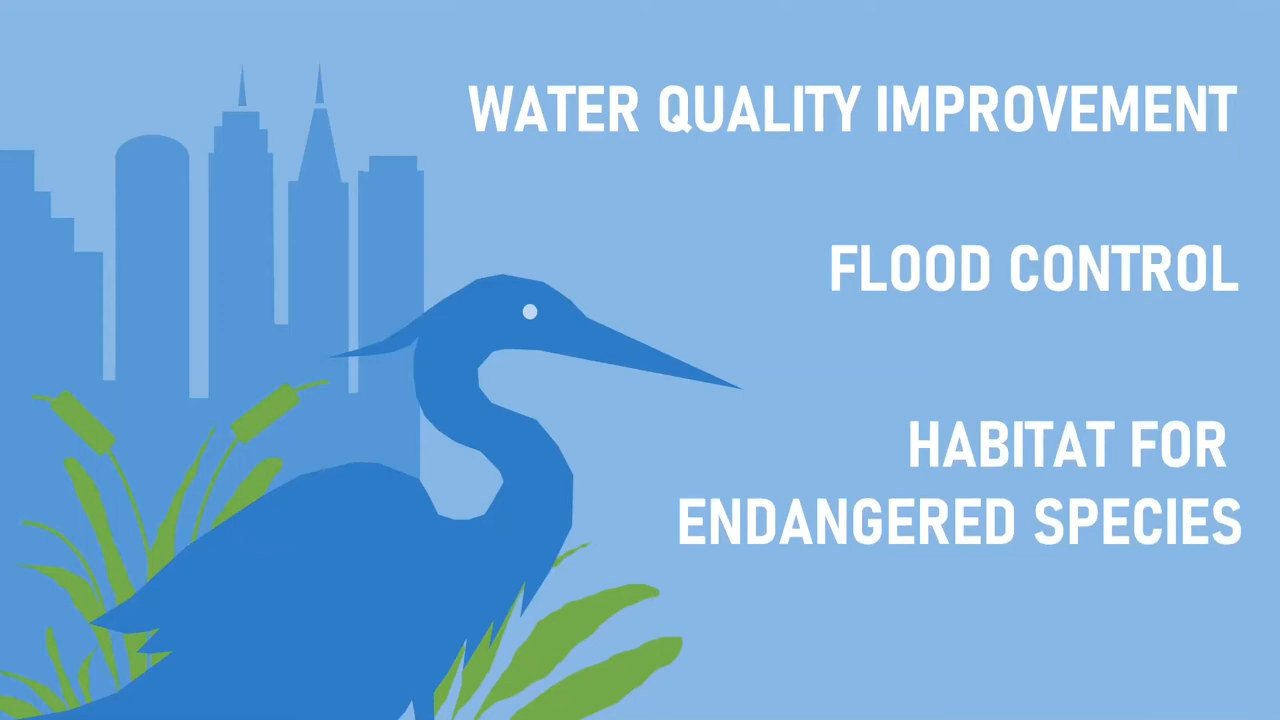 WATER QUALITY IMPROVEMENT
FLOOD CONTROL
HABITAT FOR
ENDANGERED SPECIES